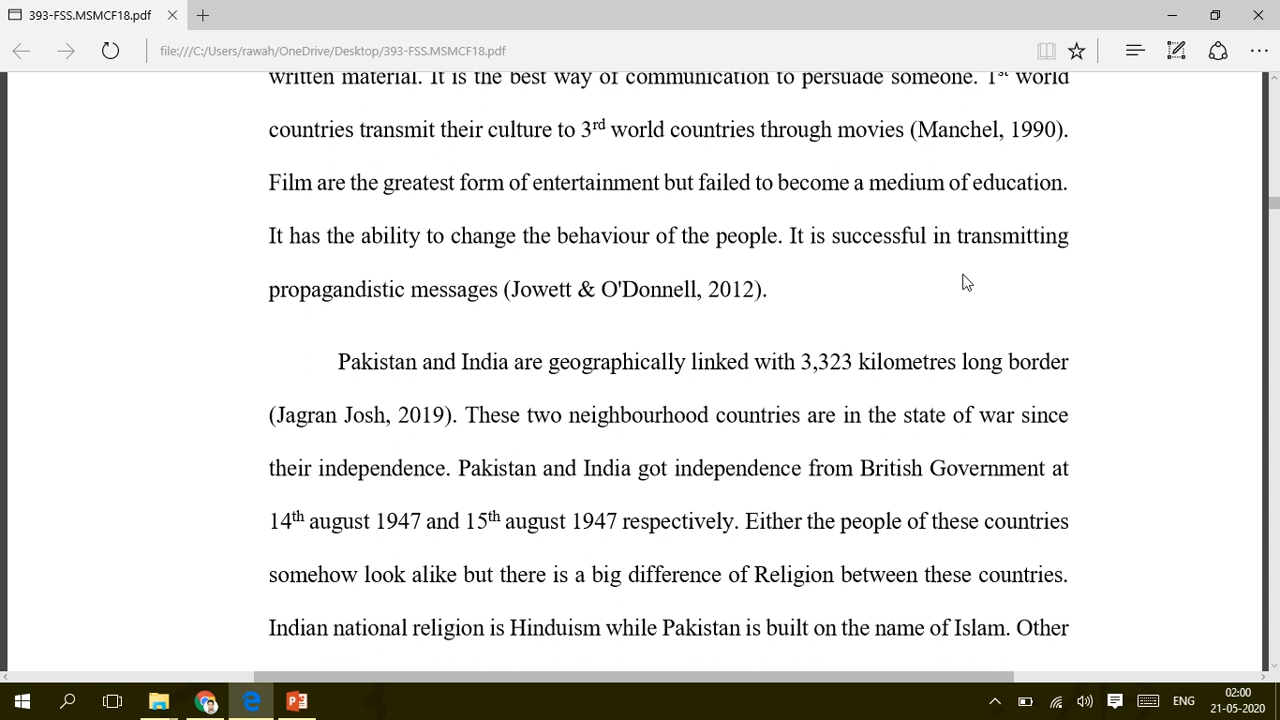 393-FSS.MSMCF18.pdf
file:///C:/Users/rawah/OneDrive/Desktop/393-FSS.MSMCF18.pdf
written material. It is the best way of communication to persuade someone. 1st world
countries transmit their culture to 3rd world countries through movies (Manchel, 1990).
Film are the greatest form of entertainment but failed to become a medium of education.
It has the ability to change the behaviour of the people. It is successful in transmitting
propagandistic messages (Jowett & O'Donnell, 2012).
Pakistan and India are geographically linked with 3,323 kilometres long border
(Jagran Josh, 2019). These two neighbourhood countries are in the state of war since
their independence. Pakistan and India got independence from British Government at
14th august 1947 and 15th august 1947 respectively. Either the people of these countries
somehow look alike but there is a big difference of Religion between these countries.
Indian national religion is Hinduism while Pakistan is built on the name of Islam. Other
ENG
02:00
21-05-2020